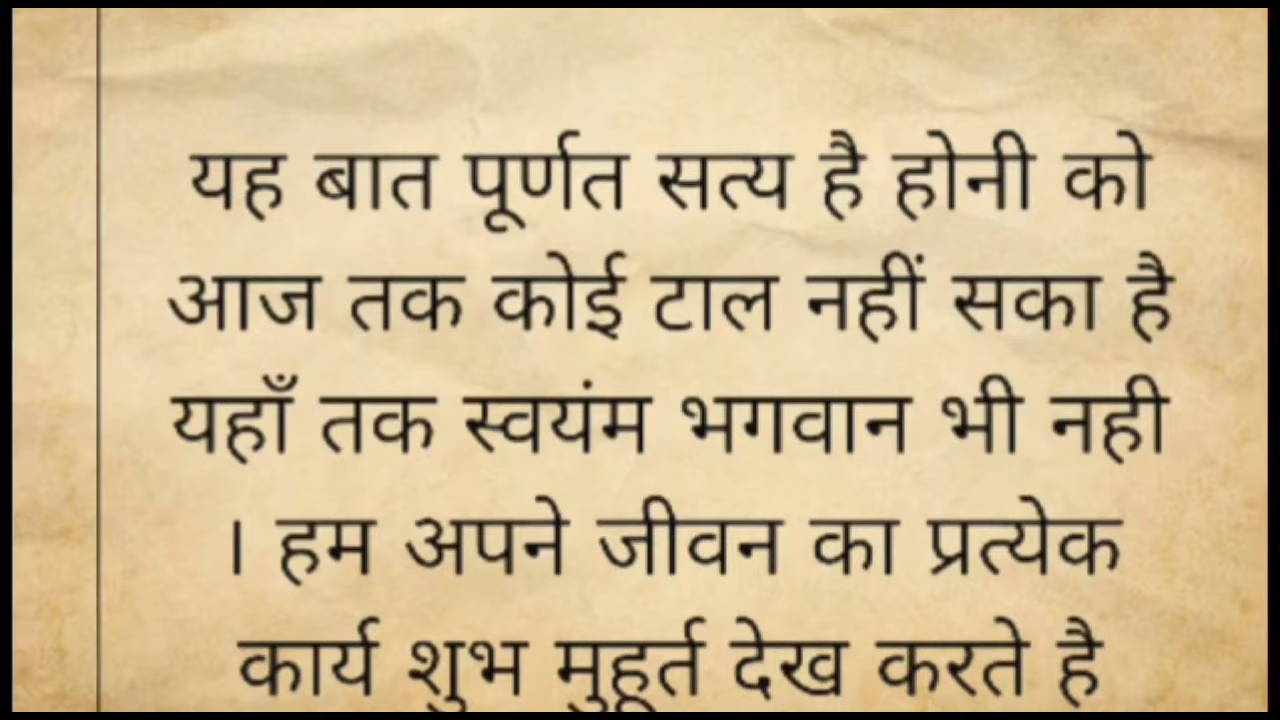 यह बात पूर्णत सत्य है होनी को
आज तक कोई टाल नहीं सका है
यहाँ तक स्वयंम भगवान भी नही
। हम अपने जीवन का प्रत्येक
कार्य शुभ मुहूर्त देख करते है